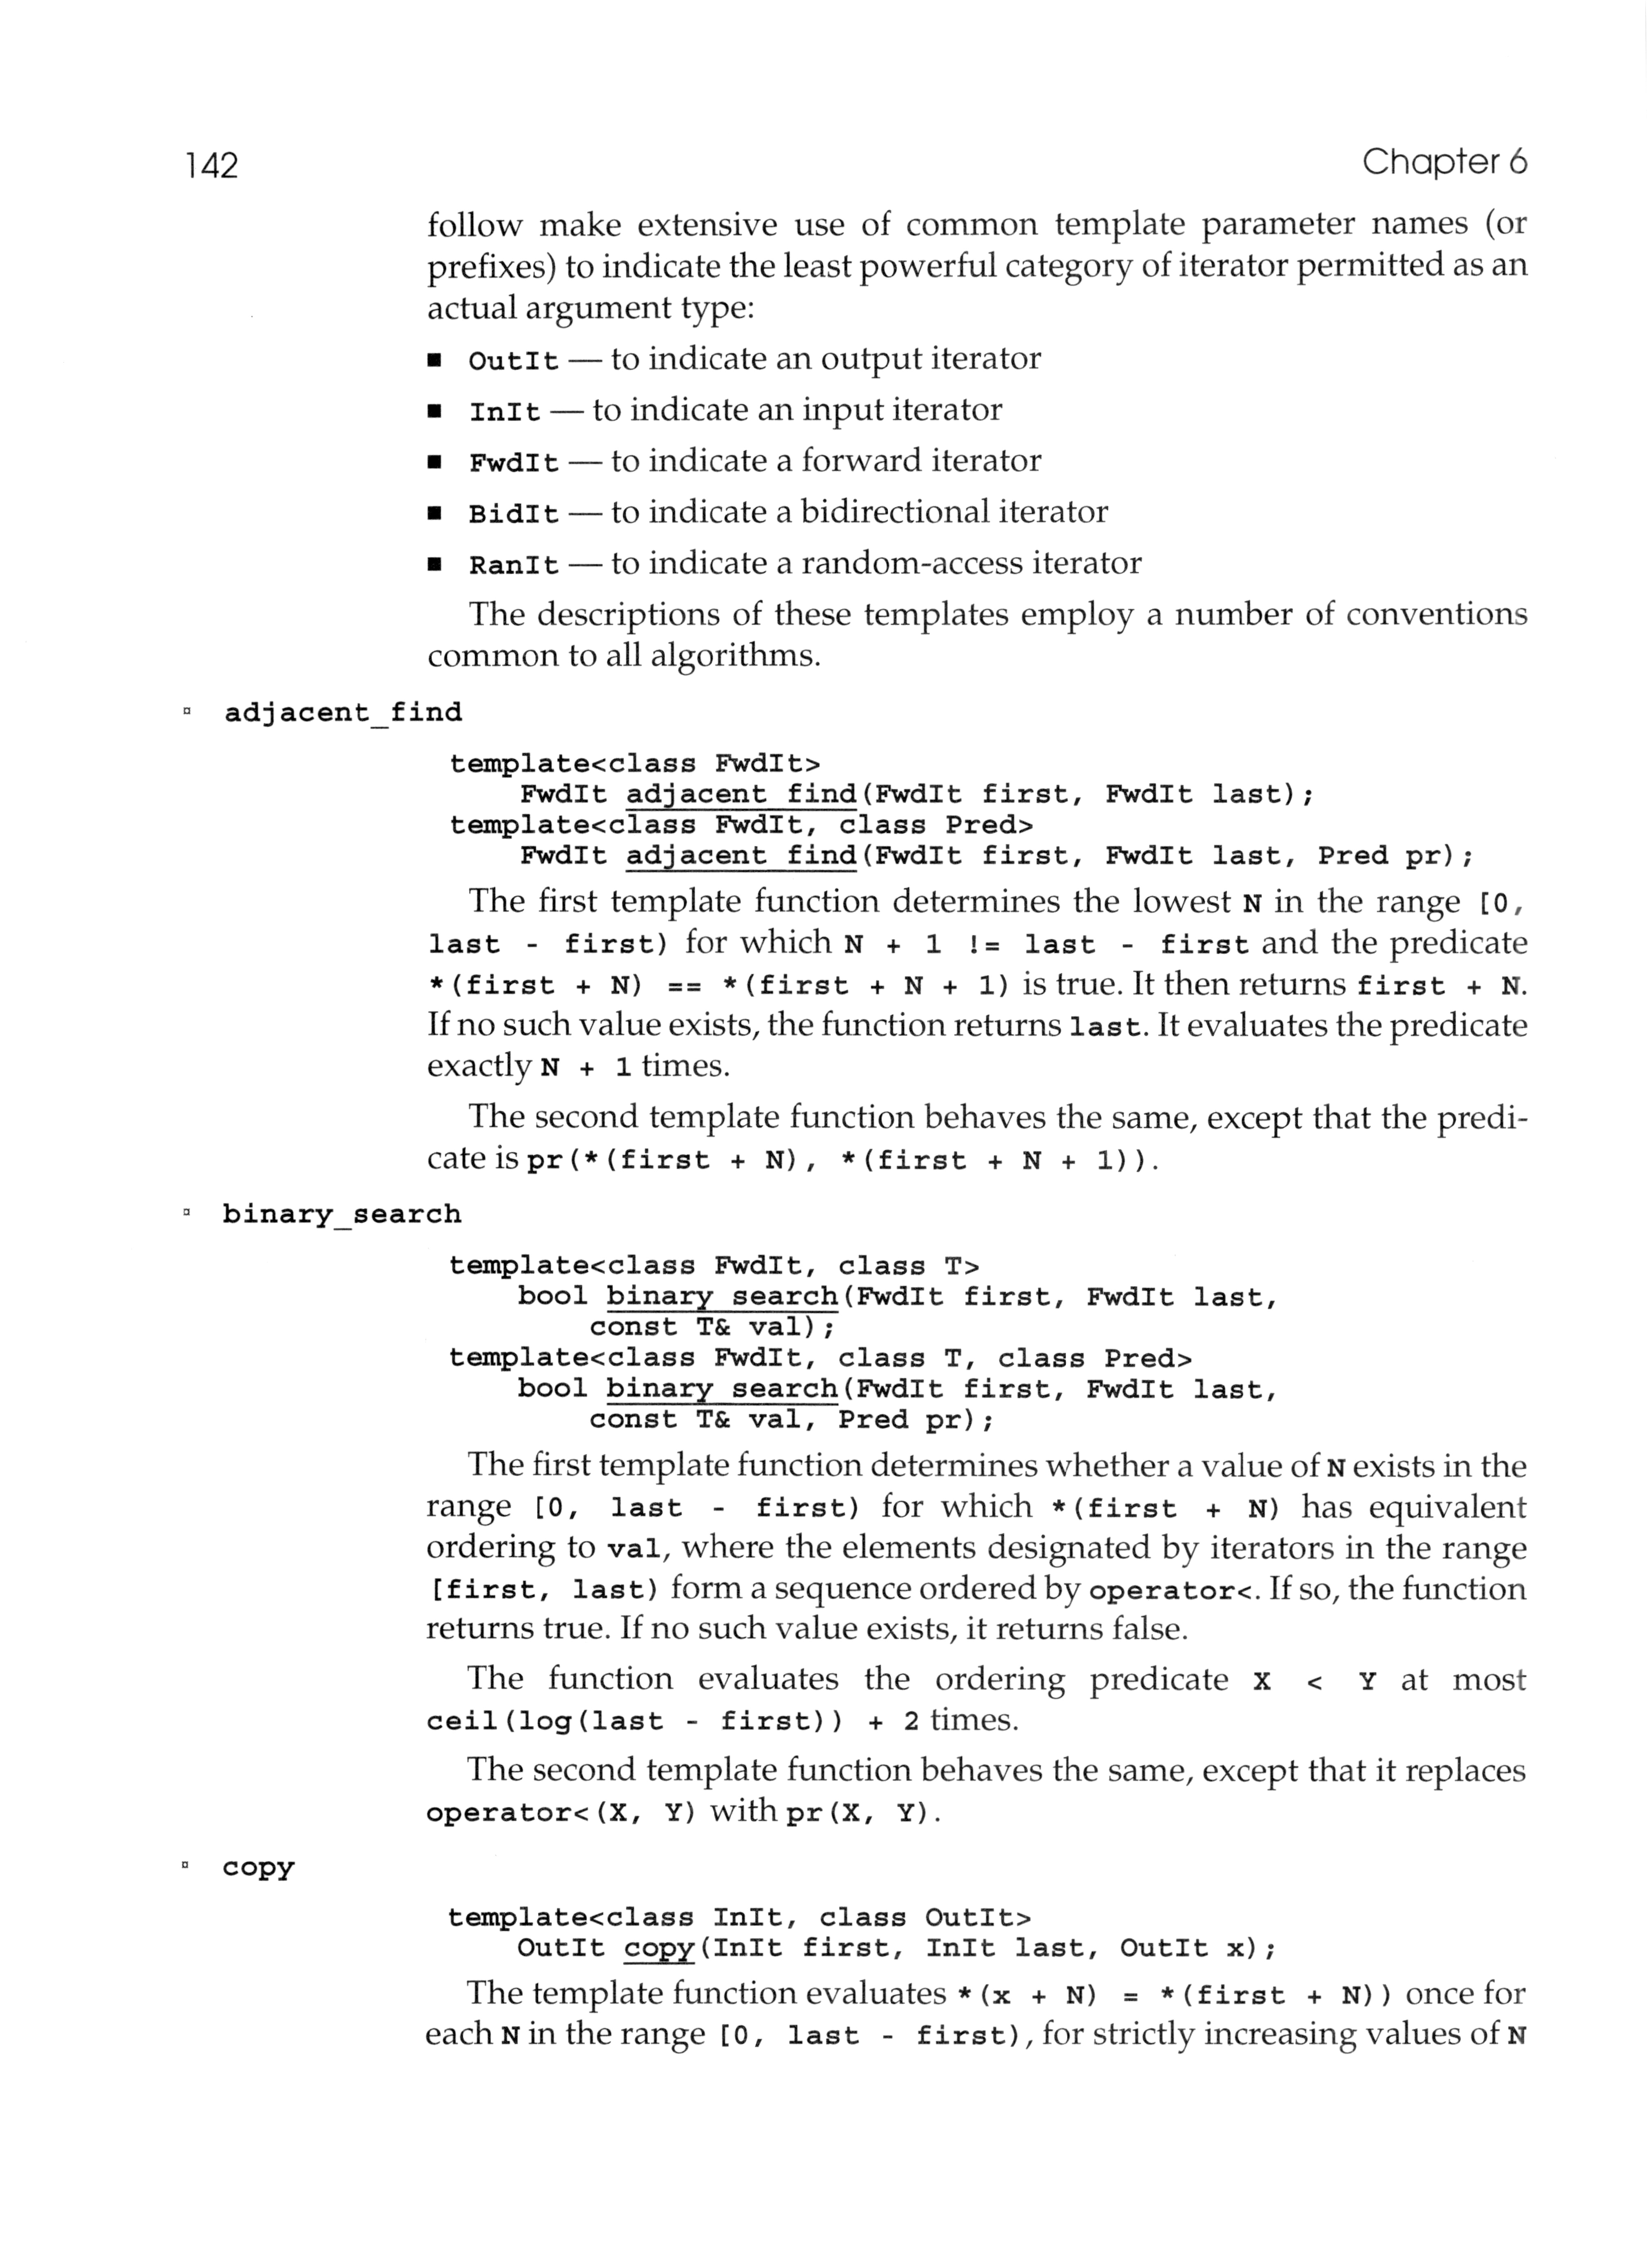 142 Chapter 6
follow make extensive use of common template parameter names (or
prefixes) to indicate the least powerful category of iterator permitted as an
actual argument type:
■ OutIt — to indicate an output iterator
■ InIt — to indicate an input iterator
■ FwdIt — to indicate a forward iterator
■ BidIt — to indicate a bidirectional iterator
■ RanIt — to indicate a random-access iterator
The descriptions of these templates employ a number of conventions
common to all algorithms.
▫ adjacent_find
template<class FwdIt>
FwdIt adjacent_find(FwdIt first, FwdIt last);
template<class FwdIt, class Pred>
FwdIt adjacent_find(FwdIt first, FwdIt last, Pred pr);
The first template function determines the lowest N in the range [0,
last - first) for which N + 1 != last - first and the predicate
*(first + N) == *(first + N + 1) is true. It then returns first + N.
If no such value exists, the function returns last. It evaluates the predicate
exactly N + 1 times.
The second template function behaves the same, except that the predi-
cate is pr(*(first + N), *(first + N + 1)).
▫ binary_search
template<class FwdIt, class T>
bool binary_search(FwdIt first, FwdIt last,
const T& val);
template<class FwdIt, class T, class Pred>
bool binary_search(FwdIt first, FwdIt last,
const T& val, Pred pr);
The first template function determines whether a value of N exists in the
range [0, last - first) for which *(first + N) has equivalent
ordering to val, where the elements designated by iterators in the range
[first, last) form a sequence ordered by operator<. If so, the function
returns true. If no such value exists, it returns false.
The function evaluates the ordering predicate X < Y at most
ceil(log(last - first)) + 2 times.
The second template function behaves the same, except that it replaces
operator<(X, Y) with pr(X, Y).
▫ copy
template<class InIt, class OutIt>
OutIt copy(InIt first, InIt last, OutIt x);
The template function evaluates *(x + N) = *(first + N)) once for
each N in the range [0, last - first), for strictly increasing values of N